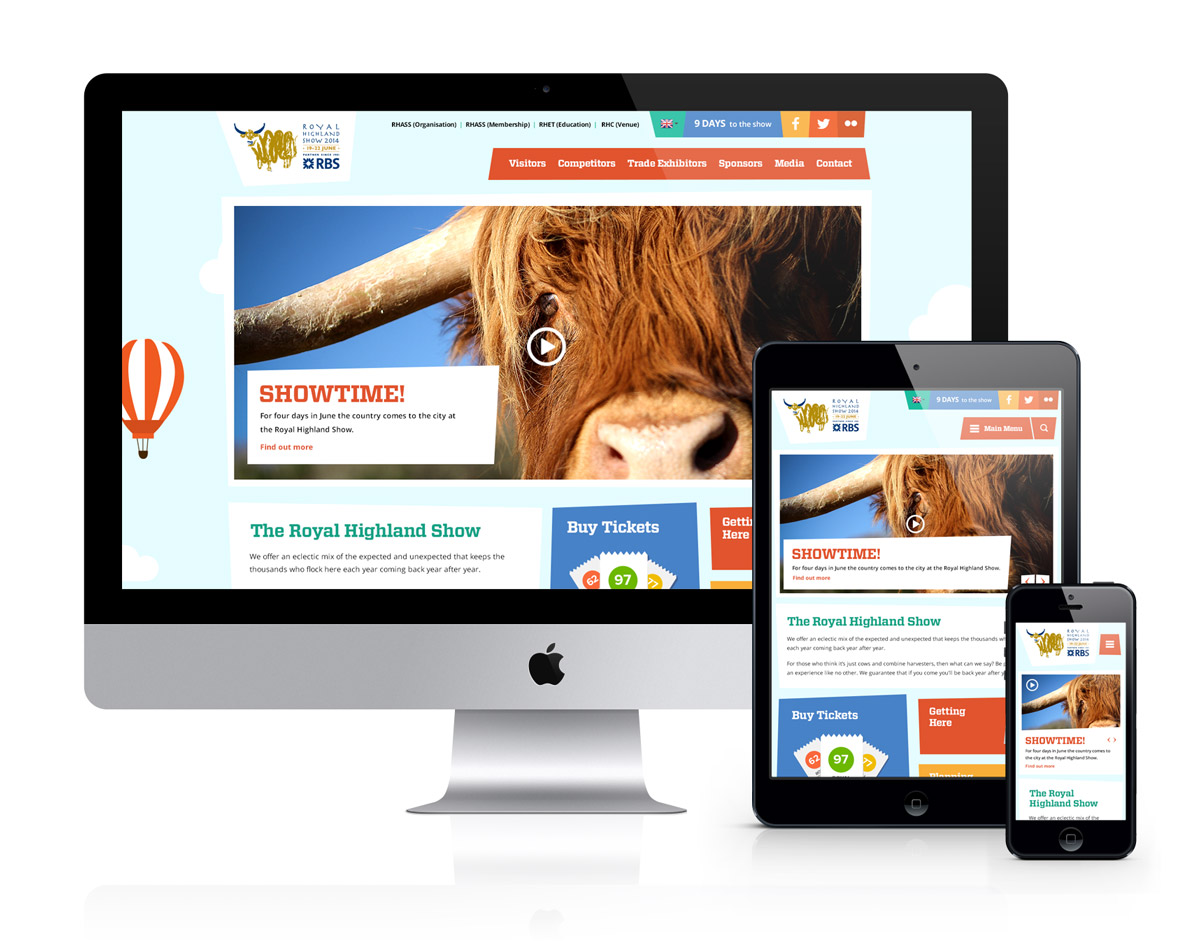 ROYAL
HIGHLAND
SHOW 2014
19-22 JUNE
RBS
RHASS (Organisation) | RHASS (Membership) | RHET (Education) | RHC (Venue)
9 DAYS to the show
Visitors Competitors Trade Exhibitors Sponsors Media Contact
SHOWTIME!
For four days in June the country comes to the city at
the Royal Highland Show.
Find out more
The Royal Highland Show
We offer an eclectic mix of the expected and unexpected that keeps the
thousands who flock here each year coming back year after year.
Buy Tickets
62 97 77
Getti
Here
ROYAL
HIGHLAND
SHOW 2014
19-22 JUNE
RBS
9 DAYS to the show
Main Menu
SHOWTIME!
For four days in June the country comes to the city at the Royal Highland Show.
Find out more
The Royal Highland Show
We offer an eclectic mix of the expected and unexpected that keeps the thousands w
each year coming back year after year.
For those who think it's just cows and combine harvesters, then what can we say? Be
an experience like no other. We guarantee that if you come you'll be back year after y
Buy Tickets
62 97 77
Getting
Here
Planning
ROYAL
HIGHLAND
SHOW 2014
RBS
SHOWTIME!
For four days in June the country comes to
the city at the Royal Highland Show.
Find out more
The Royal
Highland Show
We offer an eclectic mix of the